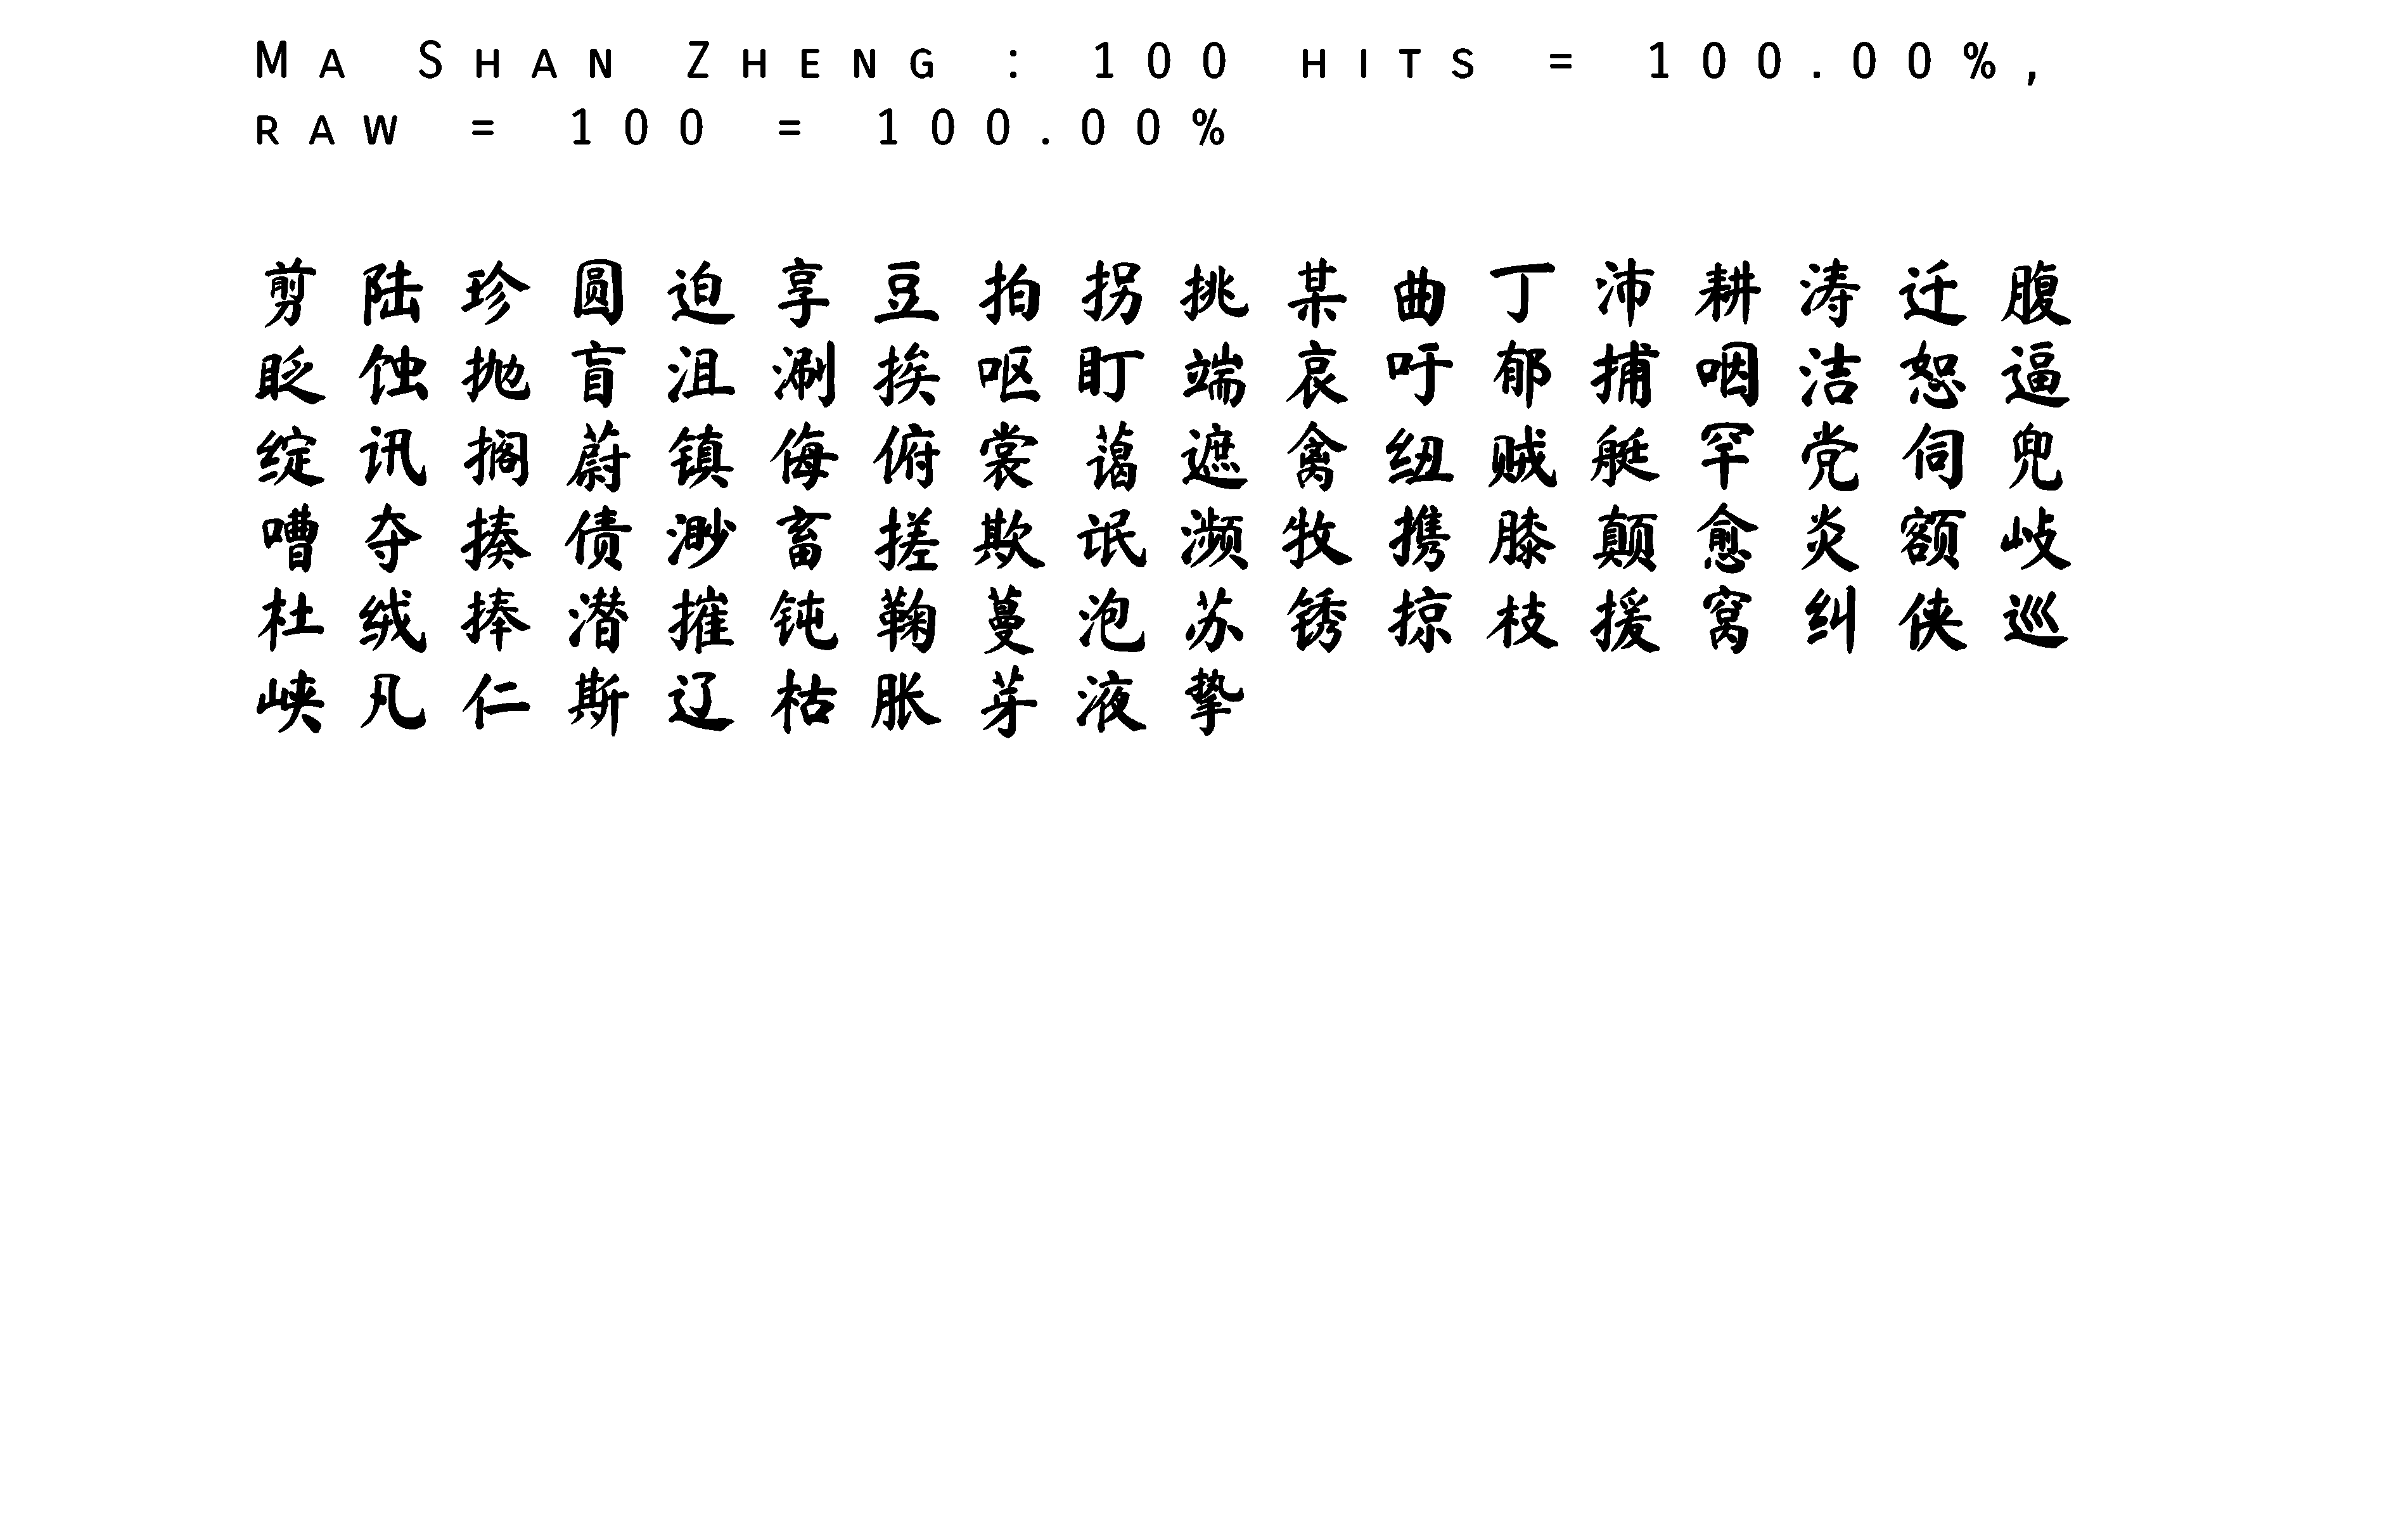 Ma Shan Zheng : 100 hits = 100.00%,
raw = 100 = 100.00%
剪陆珍圆迫享豆拍拐挑某曲丁沛耕涛迁腹
眨蚀抛盲沮涮挨呕盯端哀吁郁捕咽洁恕逼
绽讯搁蔚镇侮俯裳蔼遮禽纽贼艇罕党伺兜
嘈夺揍债渺畜搓欺氓濒牧携膝颠愈炎额歧
杜绒捧潜摧钝鞠蔓泡苏锈掠枝援窝纠侠巡
峡凡仁斯辽枯胀芽液挚